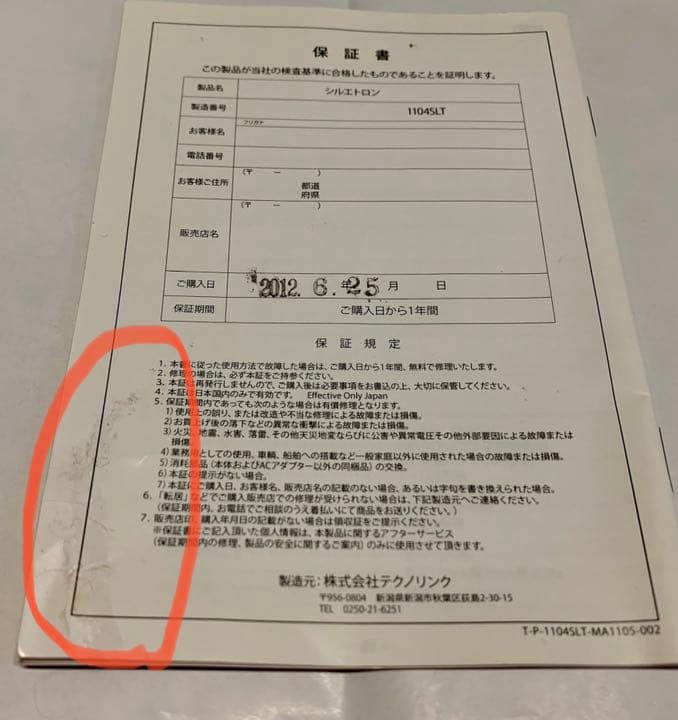 保証書
この製品が当社の検査基準に合格したものであることを証明します。
製品名 シルエトロン
製造番号 1104SLT
フリガナ
お客様名
電話番号
お客様ご住所 (〒 － )
都道
府県
(〒 － )
販売店名
ご購入日 2012. 6. 年25 月 日
保証期間 ご購入日から1年間
保証規定
1. 本書に従った使用方法で故障した場合は、ご購入日から1年間、無料で修理いたします。
2. 修理の場合は、必ず本証をご持参ください。
3. 本証は再発行しませんので、ご購入後は必要事項をお書込の上、大切に保管してください。
4. 本証は日本国内のみで有効です。 Effective Only Japan
5. 保証期間内であっても次のような場合は有償修理となります。
1) 使用上の誤り、または改造や不当な修理による故障または損傷。
2) お買上げ後の落下などの異常な衝撃による故障または損傷。
3) 火災、地震、水害、落雷、その他天災地変ならびに公害や異常電圧その他外部要因による故障または
損傷。
4) 業務用としての使用、車輌、船舶への搭載など一般家庭以外に使用された場合の故障または損傷。
5) 消耗部品（本体およびACアダプター以外の同梱品）の交換。
6) 本証の提示がない場合。
7) 本証にご購入日、お客様名、販売店名の記載のない場合、あるいは字句を書き換えられた場合。
6. 「転居」などでご購入販売店での修理が受けられない場合は、下記製造元へご連絡ください。
（保証期間内、お電話でご相談のうえ着払いにて商品をお送りください。）
7. 販売店印、購入年月日の記載がない場合は領収証をご提示ください。
※保証書にご記入頂いた個人情報は、本製品に関するアフターサービス
（保証期間内の修理、製品の安全に関するご案内）のみに使用させて頂きます。
製造元：株式会社テクノリンク
〒956-0804 新潟県新潟市秋葉区荻島2-30-15
TEL 0250-21-6251
T-P-1104SLT-MA1105-002